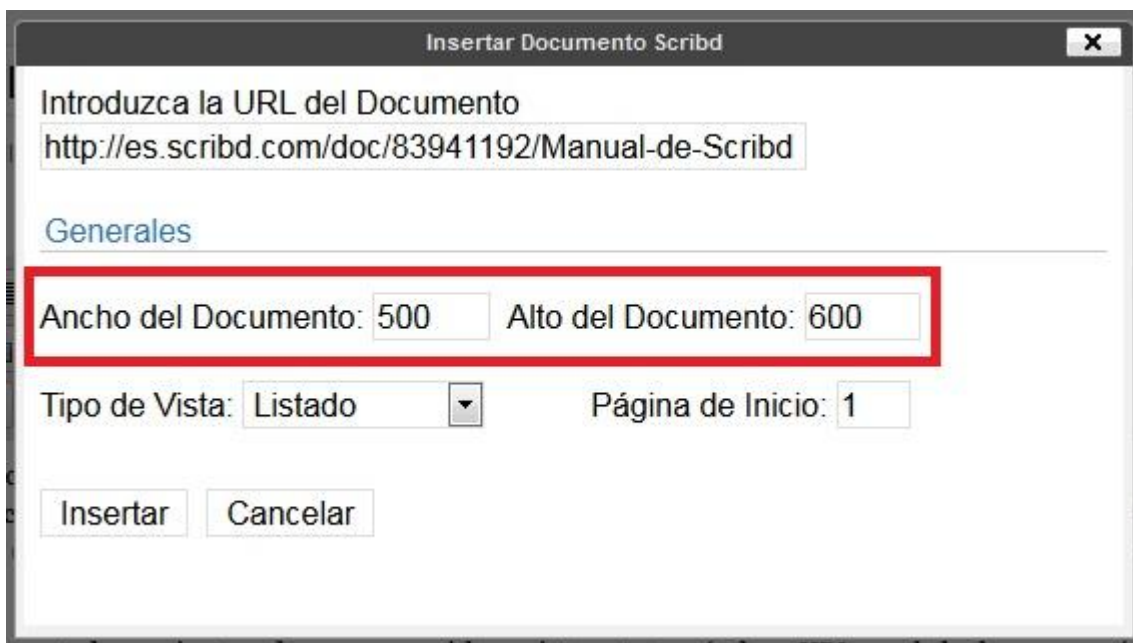 Insertar Documento Scribd
Introduzca la URL del Documento
http://es.scribd.com/doc/83941192/Manual-de-Scribd
Generales
Ancho del Documento: 500 Alto del Documento: 600
Tipo de Vista: Listado Página de Inicio: 1
Insertar Cancelar